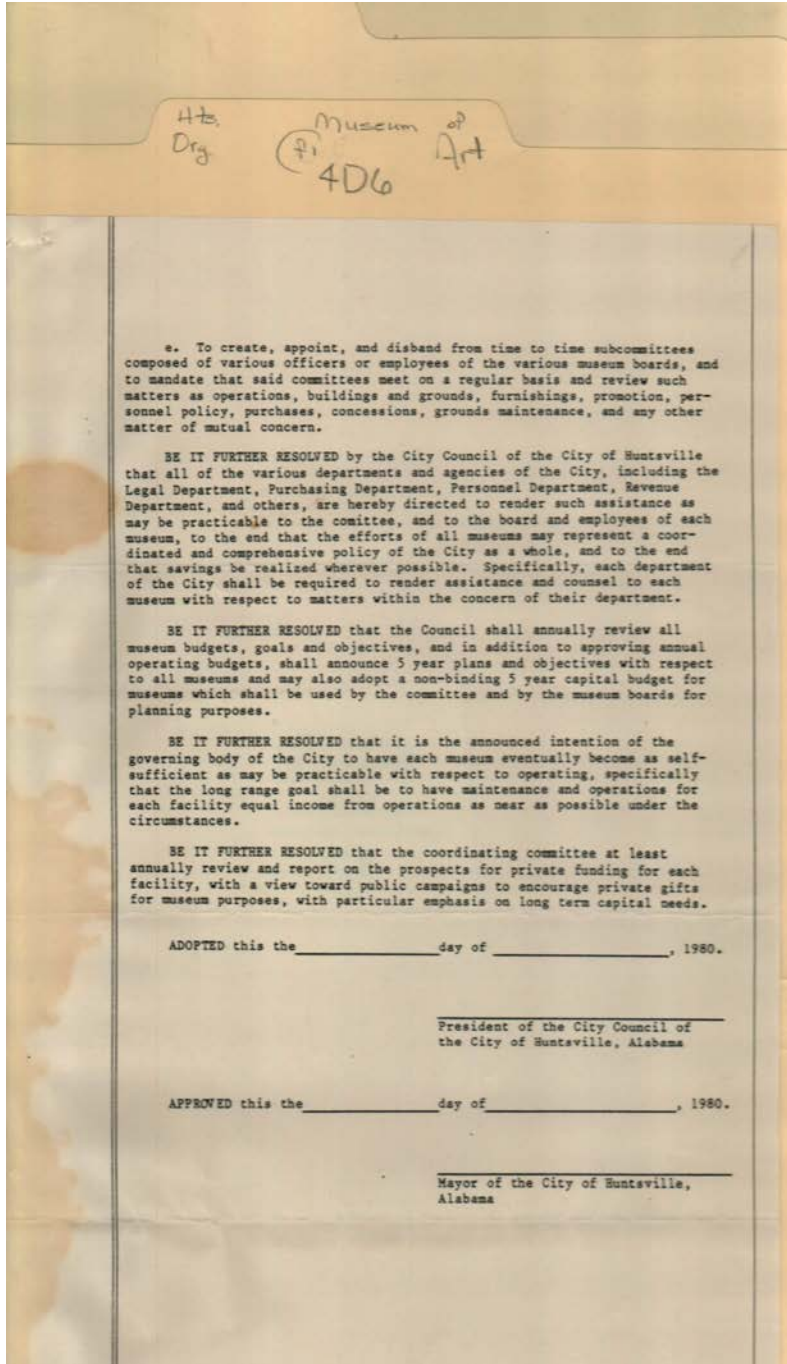 Hts. Museum of
Org Art
4D6
e. To create, appoint, and disband from time to time subcommittees
composed of various officers or employees of the various museum boards, and
to mandate that said committees meet on a regular basis and review such
matters as operations, buildings and grounds, furnishings, promotion, per-
sonnel policy, purchases, concessions, grounds maintenance, and any other
matter of mutual concern.
BE IT FURTHER RESOLVED by the City Council of the City of Huntsville
that all of the various departments and agencies of the City, including the
Legal Department, Purchasing Department, Personnel Department, Revenue
Department, and others, are hereby directed to render such assistance as
may be practicable to the comittee, and to the board and employees of each
museum, to the end that the efforts of all museums may represent a coor-
dinated and comprehensive policy of the City as a whole, and to the end
that savings be realized wherever possible. Specifically, each department
of the City shall be required to render assistance and counsel to each
museum with respect to matters within the concern of their department.
BE IT FURTHER RESOLVED that the Council shall annually review all
museum budgets, goals and objectives, and in addition to approving annual
operating budgets, shall announce 5 year plans and objectives with respect
to all museums and may also adopt a non-binding 5 year capital budget for
museums which shall be used by the committee and by the museum boards for
planning purposes.
BE IT FURTHER RESOLVED that it is the announced intention of the
governing body of the City to have each museum eventually become as self-
sufficient as may be practicable with respect to operating, specifically
that the long range goal shall be to have maintenance and operations for
each facility equal income from operations as near as possible under the
circumstances.
BE IT FURTHER RESOLVED that the coordinating committee at least
annually review and report on the prospects for private funding for each
facility, with a view toward public campaigns to encourage private gifts
for museum purposes, with particular emphasis on long term capital needs.
ADOPTED this the day of , 1980.
President of the City Council of
the City of Huntsville, Alabama
APPROVED this the day of , 1980.
Mayor of the City of Huntsville,
Alabama